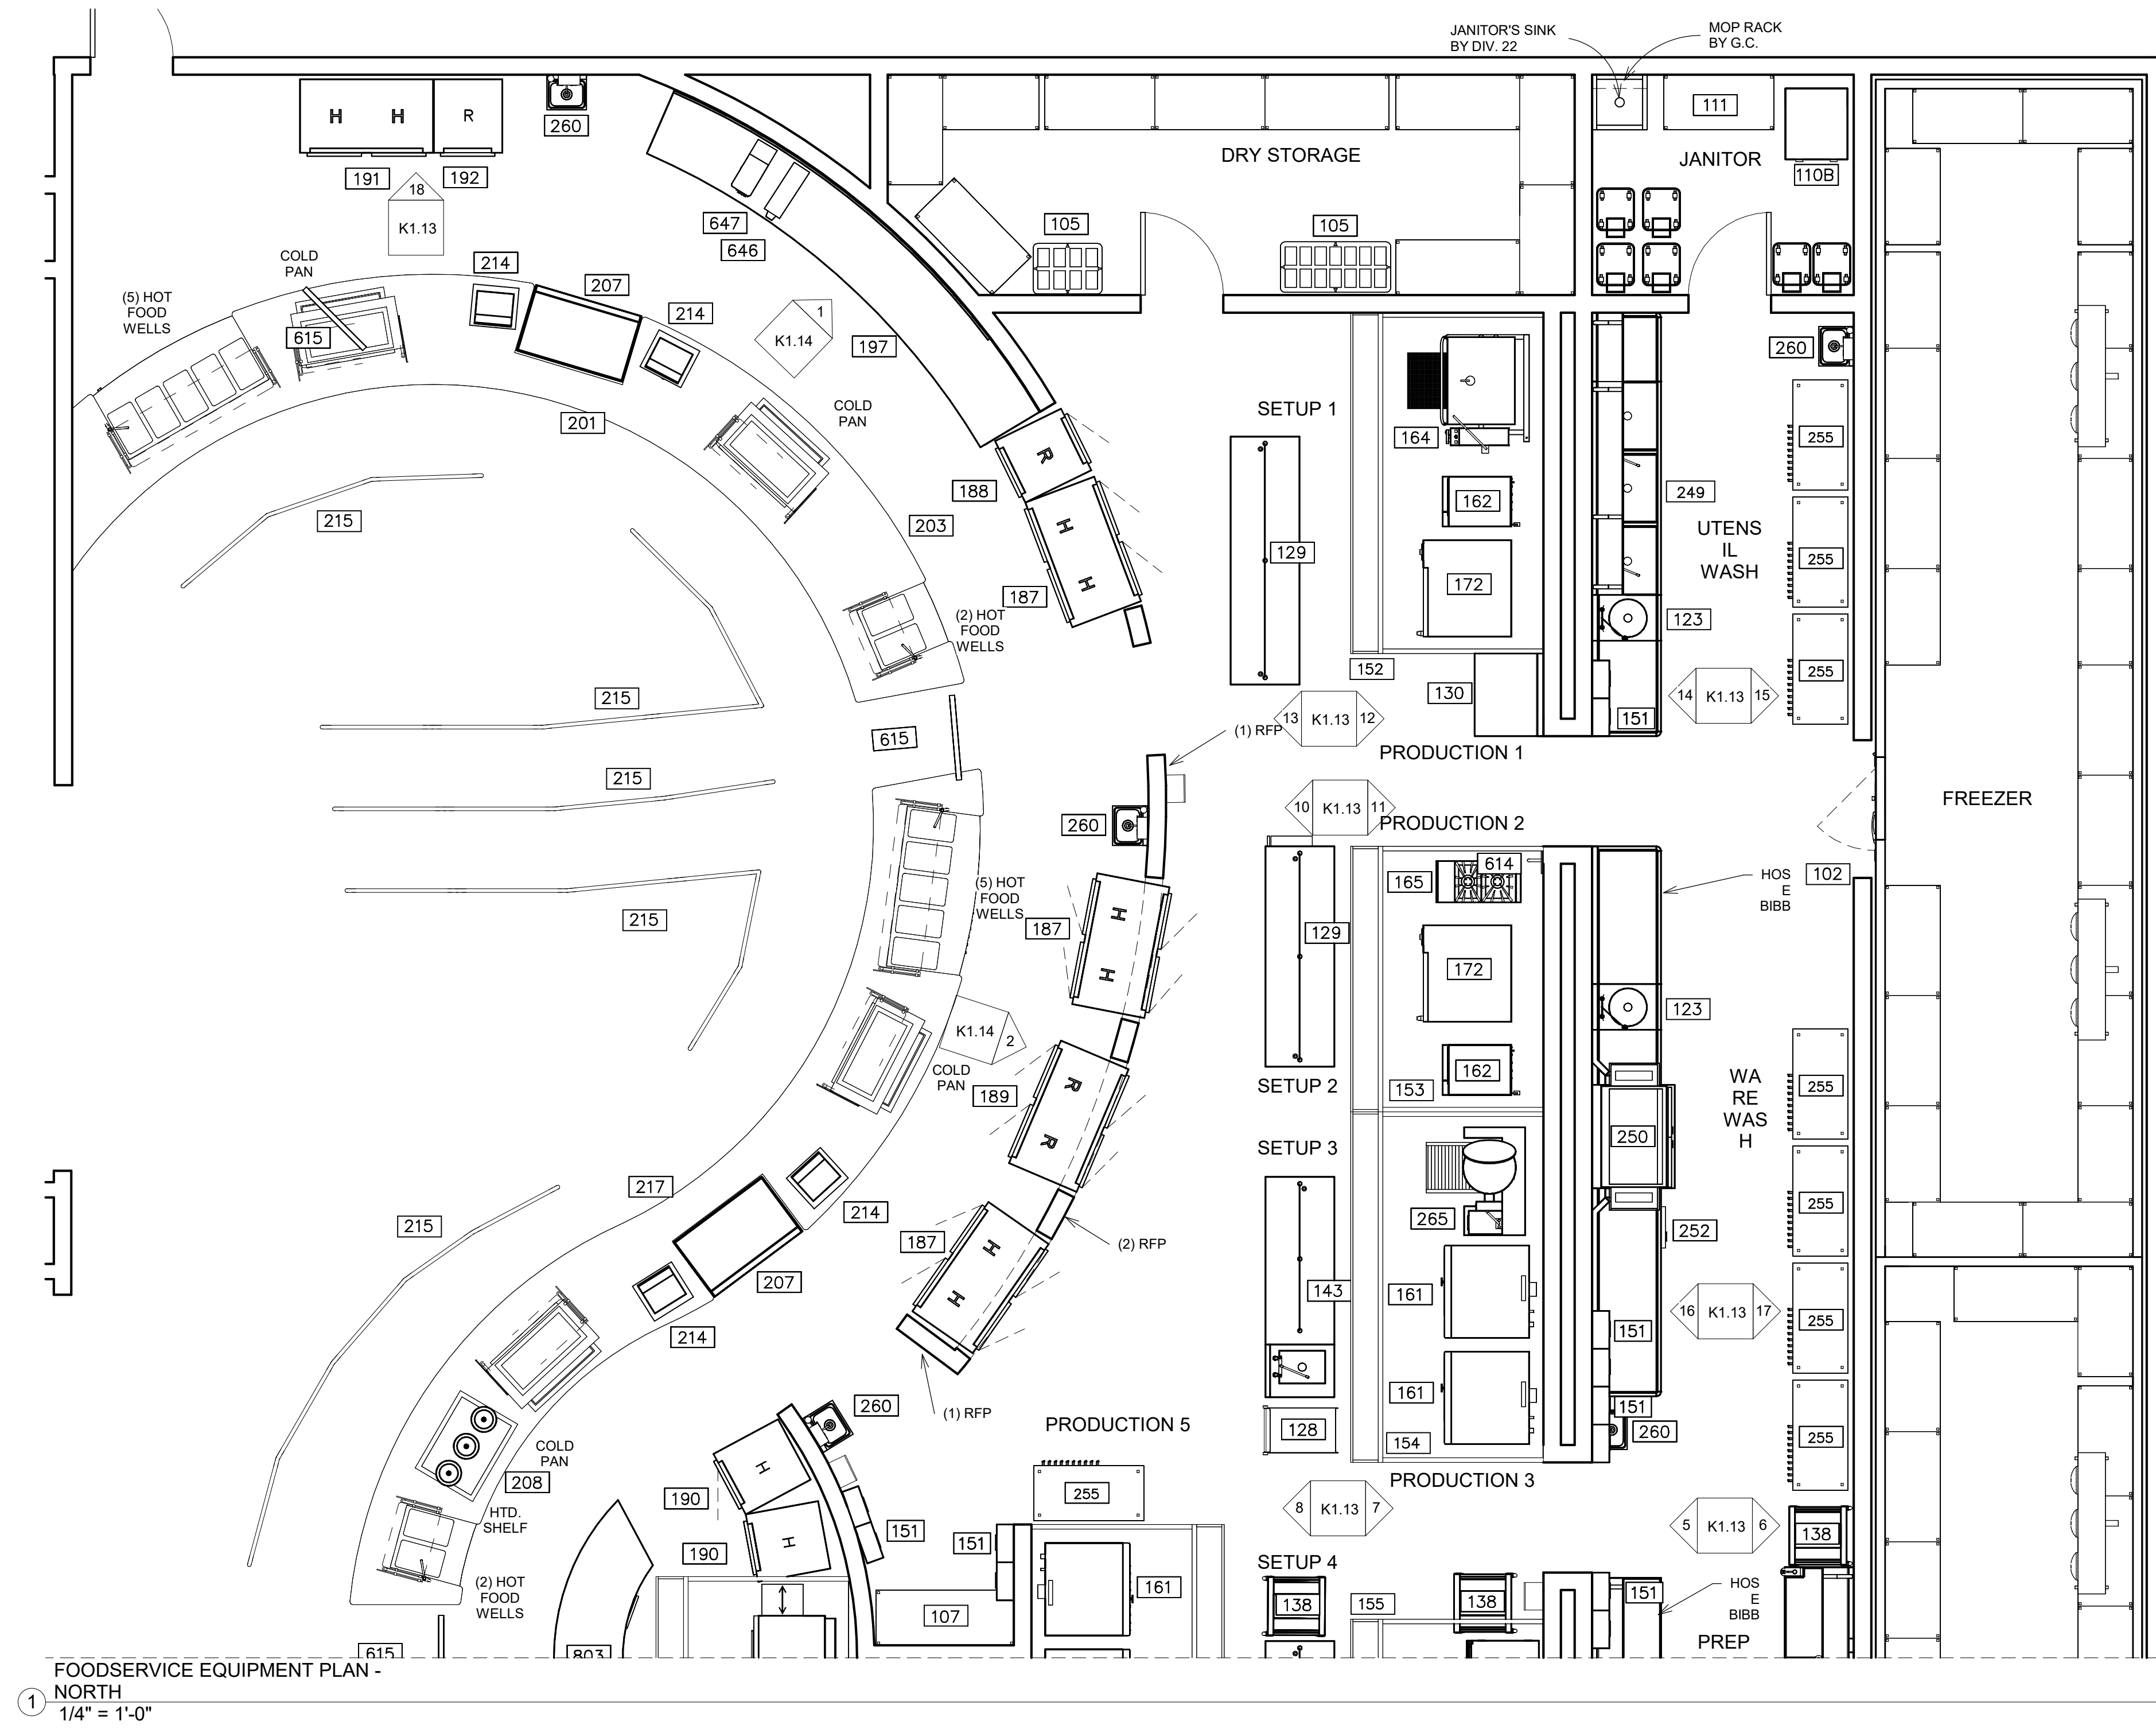 JANITOR'S SINK
BY DIV. 22
MOP RACK
BY G.C.
H H
R
260
191
192
18
K1.13
111
DRY STORAGE
JANITOR
110B
647
646
105
105
COLD
PAN
214
207
(5) HOT
FOOD
WELLS
615
214
1
K1.14
197
260
201
COLD
PAN
SETUP 1
164
255
R
188
162
249
215
203
H
129
UTENS
IL
WASH
255
172
H
187
(2) HOT
FOOD
WELLS
123
152
255
215
130
14 K1.13 15
151
13 K1.13 12
(1) RFP
615
PRODUCTION 1
215
10 K1.13 11
PRODUCTION 2
FREEZER
260
614
165
HOS
E
BIBB
102
(5) HOT
FOOD
WELLS
215
H
187
129
H
172
123
K1.14
2
COLD
PAN
R
189
162
SETUP 2
153
WA
RE
WAS
H
255
R
250
SETUP 3
217
255
214
215
265
252
187
H
(2) RFP
207
143
161
H
16 K1.13 17
255
214
151
161
(1) RFP
260
151
PRODUCTION 5
128
260
255
154
COLD
PAN
H
208
PRODUCTION 3
190
255
HTD.
SHELF
8 K1.13 7
5 K1.13 6
138
151
151
H
190
SETUP 4
(2) HOT
FOOD
WELLS
161
138
155
138
151
HOS
E
BIBB
107
PREP
615
803
FOODSERVICE EQUIPMENT PLAN -
NORTH
1
1/4" = 1'-0"